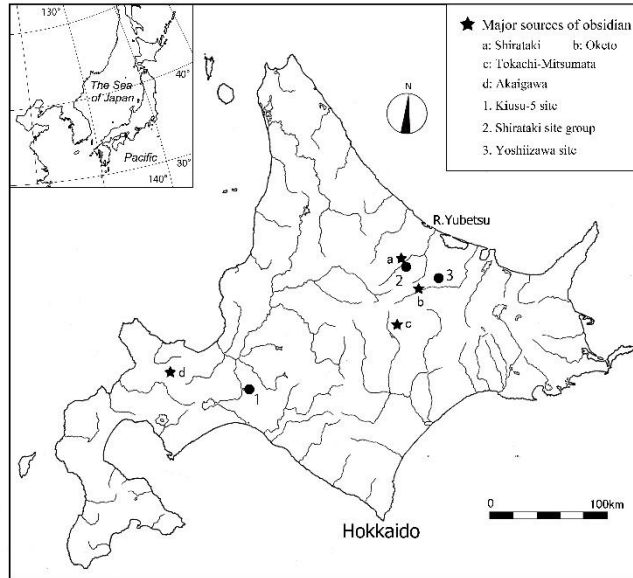 130°
40°
The Sea
of Japan
Pacific
30°
140°
N
★ Major sources of obsidian
a: Shirataki b: Oketo
c: Tokachi-Mitsumata
d: Akaigawa
1. Kiusu-5 site
2. Shirataki site group
3. Yoshiizawa site
R.Yubetsu
a
2
3
b
c
d
1
0 100km
Hokkaido